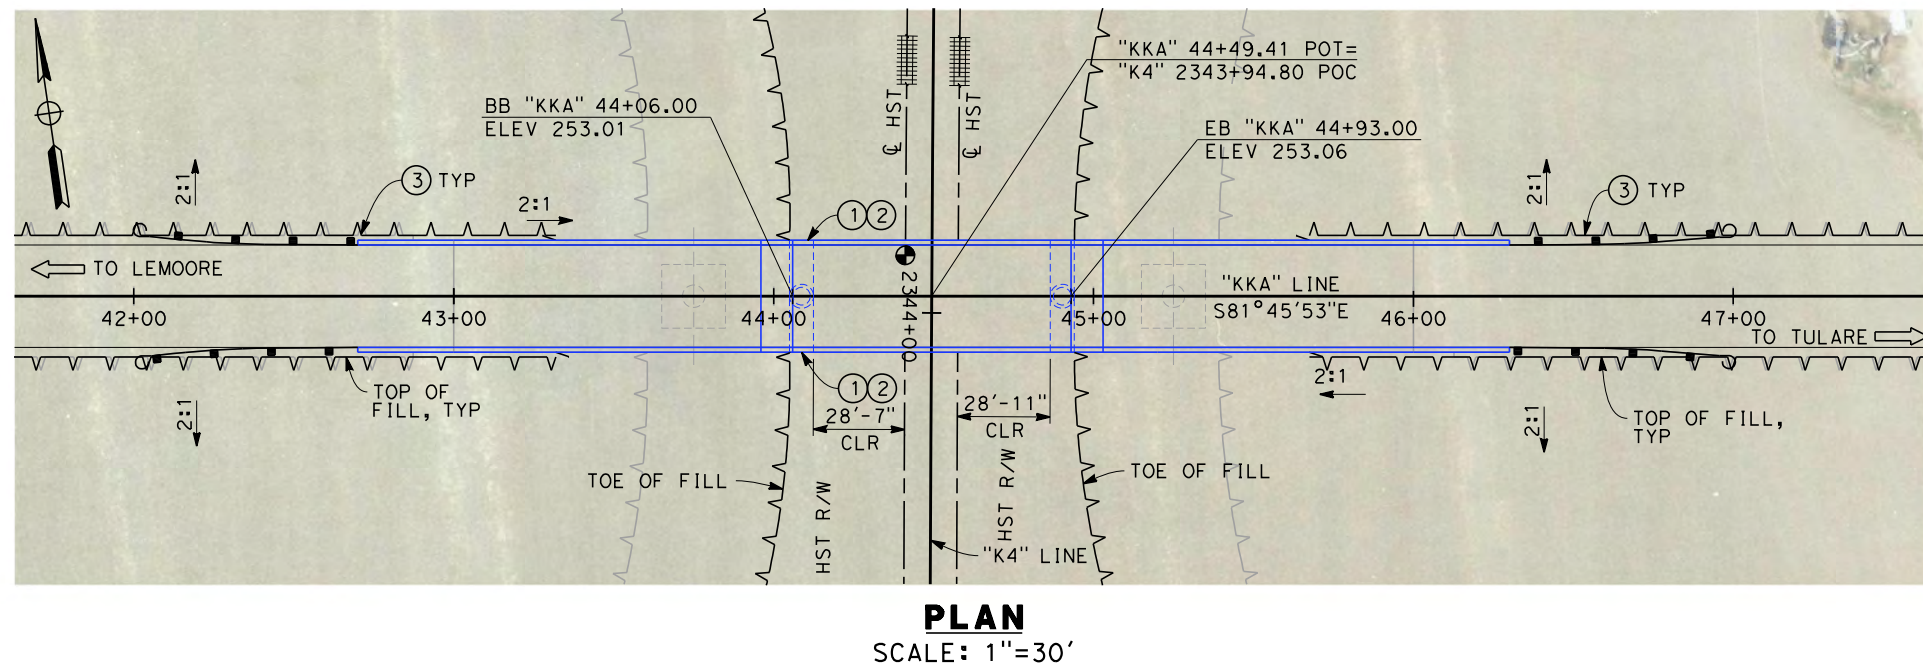 "KKA" 44+49.41 POT=
"K4" 2343+94.80 POC
BB "KKA" 44+06.00
ELEV 253.01
EB "KKA" 44+93.00
ELEV 253.06
℄ HST
℄ HST
2:1
3 TYP
2:1
1 2
2:1
3 TYP
TO LEMOORE
2344+00
"KKA" LINE
S81°45'53"E
42+00
43+00
44+00
45+00
46+00
47+00
TO TULARE
TOP OF
FILL, TYP
2:1
1 2
28'-7"
CLR
28'-11"
CLR
2:1
2:1
TOP OF FILL,
TYP
TOE OF FILL
HST R/W
HST R/W
TOE OF FILL
"K4" LINE
PLAN
SCALE: 1"=30'